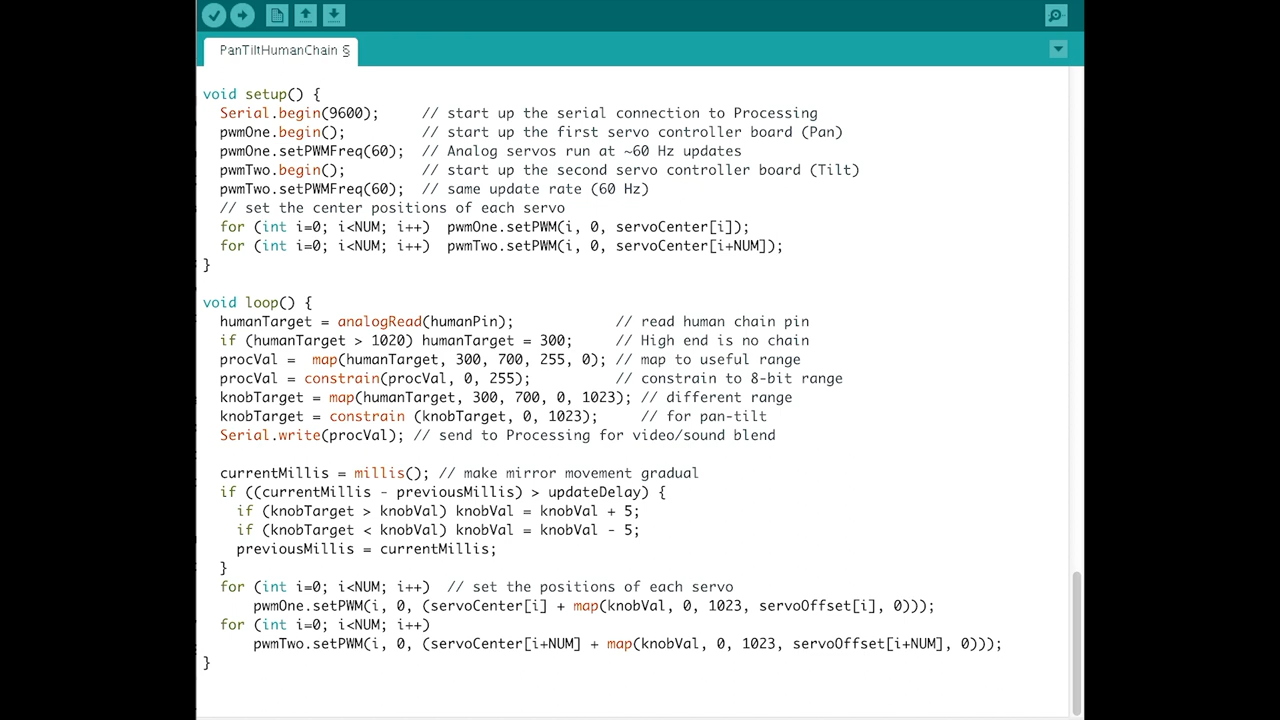 PanTiltHumanChain §
void setup() {
  Serial.begin(9600);     // start up the serial connection to Processing
  pwmOne.begin();         // start up the first servo controller board (Pan)
  pwmOne.setPWMFreq(60);  // Analog servos run at ~60 Hz updates
  pwmTwo.begin();         // start up the second servo controller board (Tilt)
  pwmTwo.setPWMFreq(60);  // same update rate (60 Hz)
  // set the center positions of each servo
  for (int i=0; i<NUM; i++)  pwmOne.setPWM(i, 0, servoCenter[i]);
  for (int i=0; i<NUM; i++)  pwmTwo.setPWM(i, 0, servoCenter[i+NUM]);
}
void loop() {
  humanTarget = analogRead(humanPin);            // read human chain pin
  if (humanTarget > 1020) humanTarget = 300;     // High end is no chain
  procVal =  map(humanTarget, 300, 700, 255, 0); // map to useful range
  procVal = constrain(procVal, 0, 255);          // constrain to 8-bit range
  knobTarget = map(humanTarget, 300, 700, 0, 1023); // different range
  knobTarget = constrain (knobTarget, 0, 1023);     // for pan-tilt
  Serial.write(procVal); // send to Processing for video/sound blend
  currentMillis = millis(); // make mirror movement gradual
  if ((currentMillis - previousMillis) > updateDelay) {
    if (knobTarget > knobVal) knobVal = knobVal + 5;
    if (knobTarget < knobVal) knobVal = knobVal - 5;
    previousMillis = currentMillis;
  }
  for (int i=0; i<NUM; i++)  // set the positions of each servo
      pwmOne.setPWM(i, 0, (servoCenter[i] + map(knobVal, 0, 1023, servoOffset[i], 0)));
  for (int i=0; i<NUM; i++)
      pwmTwo.setPWM(i, 0, (servoCenter[i+NUM] + map(knobVal, 0, 1023, servoOffset[i+NUM], 0)));
}